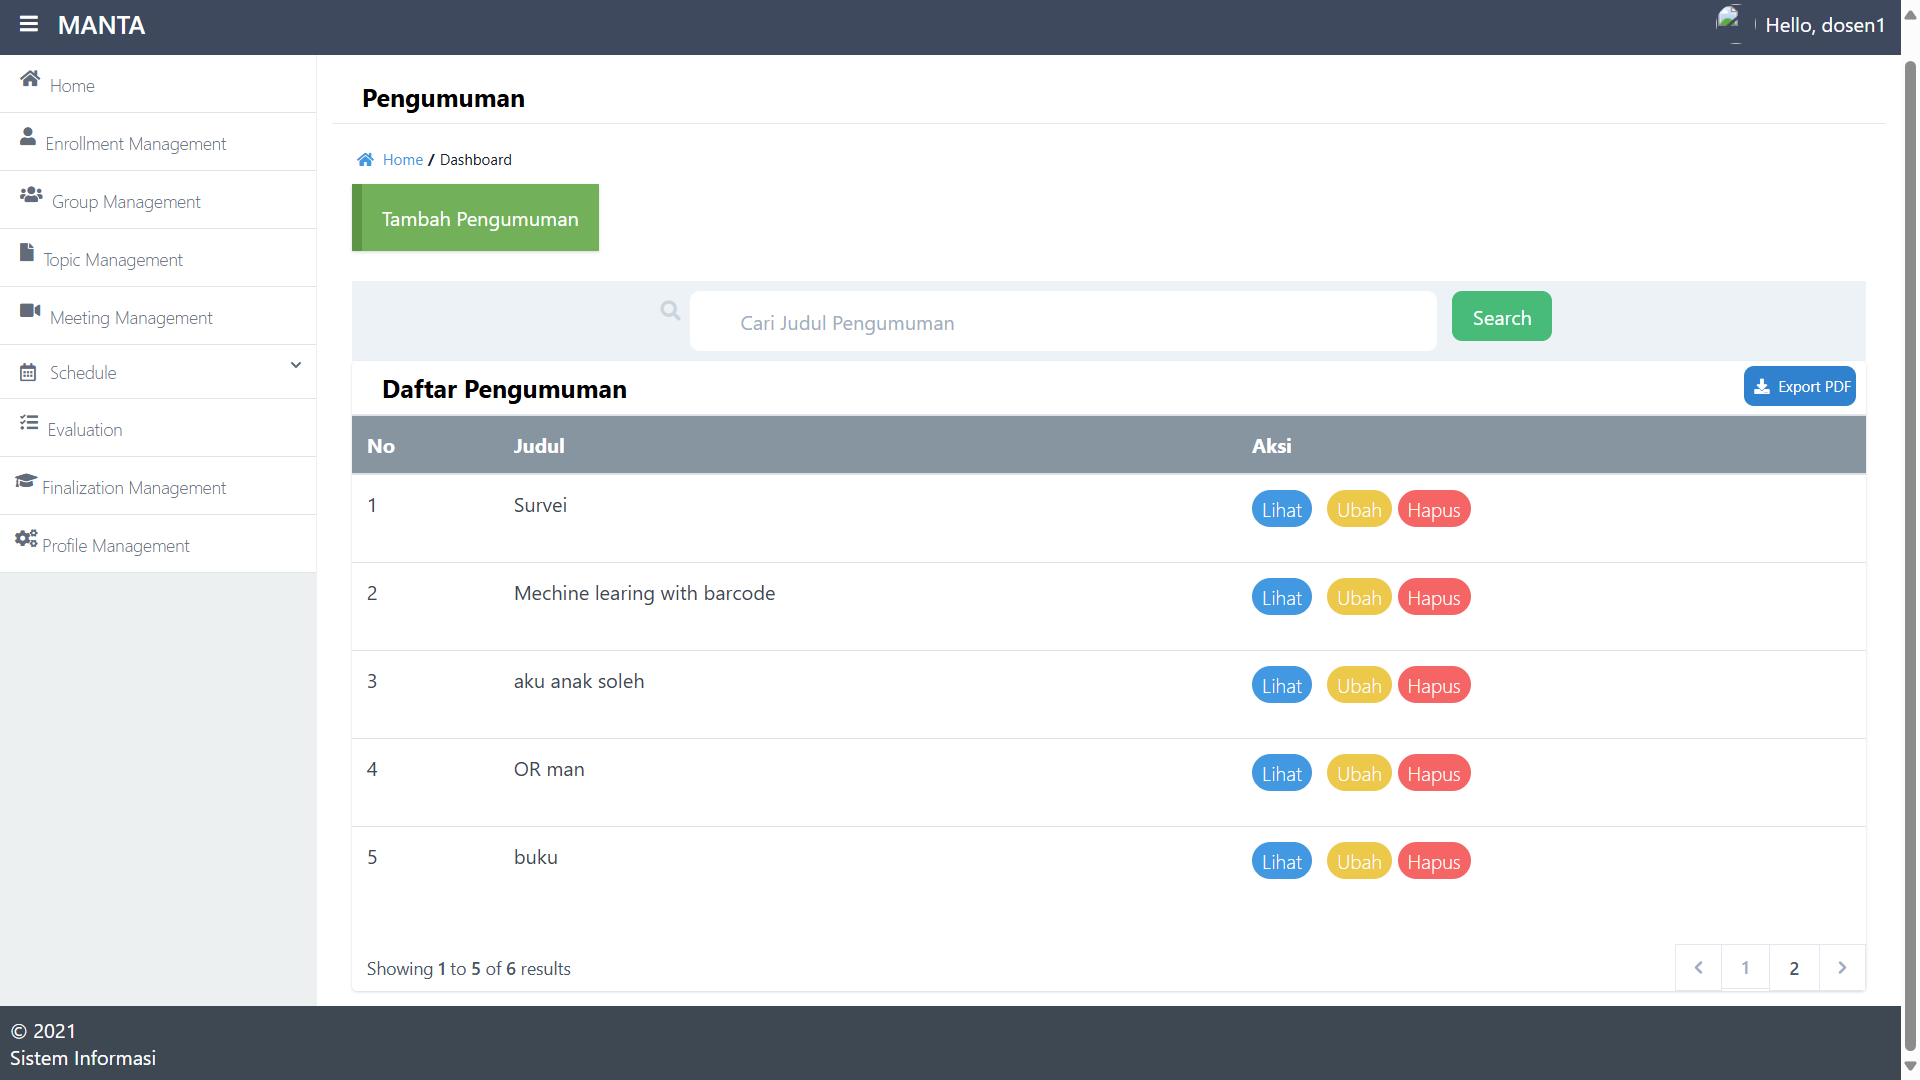 MANTA
Hello, dosen1
Home
Enrollment Management
Group Management
Topic Management
Meeting Management
Schedule
Evaluation
Finalization Management
Profile Management
Pengumuman
Home / Dashboard
Tambah Pengumuman
Cari Judul Pengumuman
Search
Daftar Pengumuman
Export PDF
No Judul Aksi
1 Survei Lihat Ubah Hapus
2 Mechine learing with barcode Lihat Ubah Hapus
3 aku anak soleh Lihat Ubah Hapus
4 OR man Lihat Ubah Hapus
5 buku Lihat Ubah Hapus
Showing 1 to 5 of 6 results
1 2
© 2021
Sistem Informasi